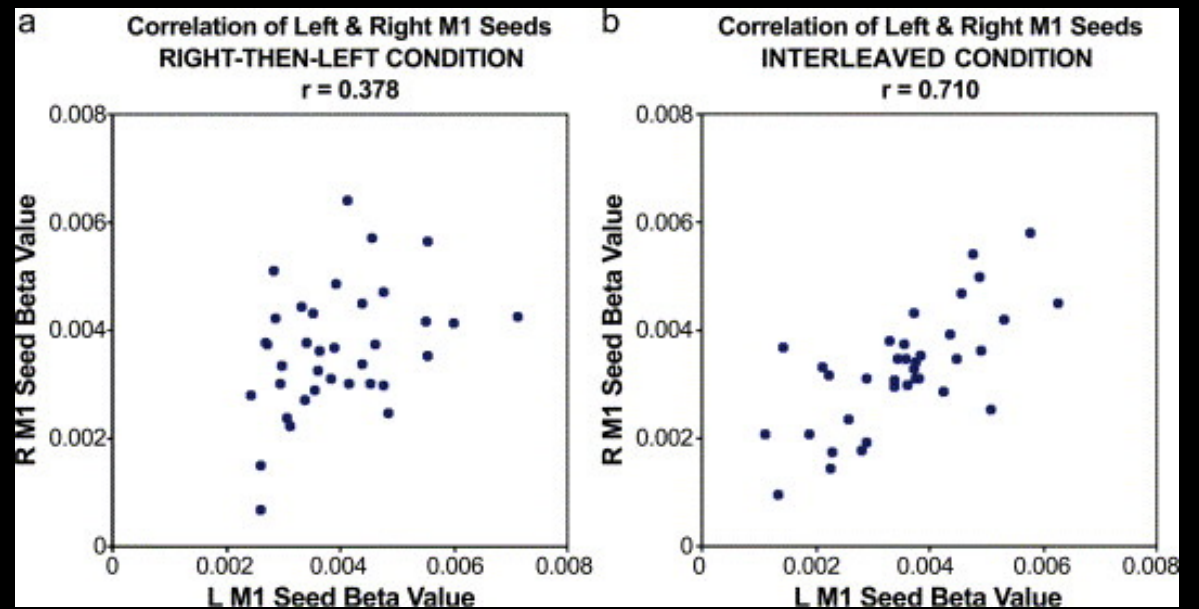 a
Correlation of Left & Right M1 Seeds
RIGHT-THEN-LEFT CONDITION
r = 0.378
0.008
0.006
0.004
0.002
0
R M1 Seed Beta Value
0
0.002
0.004
0.006
0.008
L M1 Seed Beta Value
b
Correlation of Left & Right M1 Seeds
INTERLEAVED CONDITION
r = 0.710
0.008
0.006
0.004
0.002
0
R M1 Seed Beta Value
0
0.002
0.004
0.006
0.008
L M1 Seed Beta Value